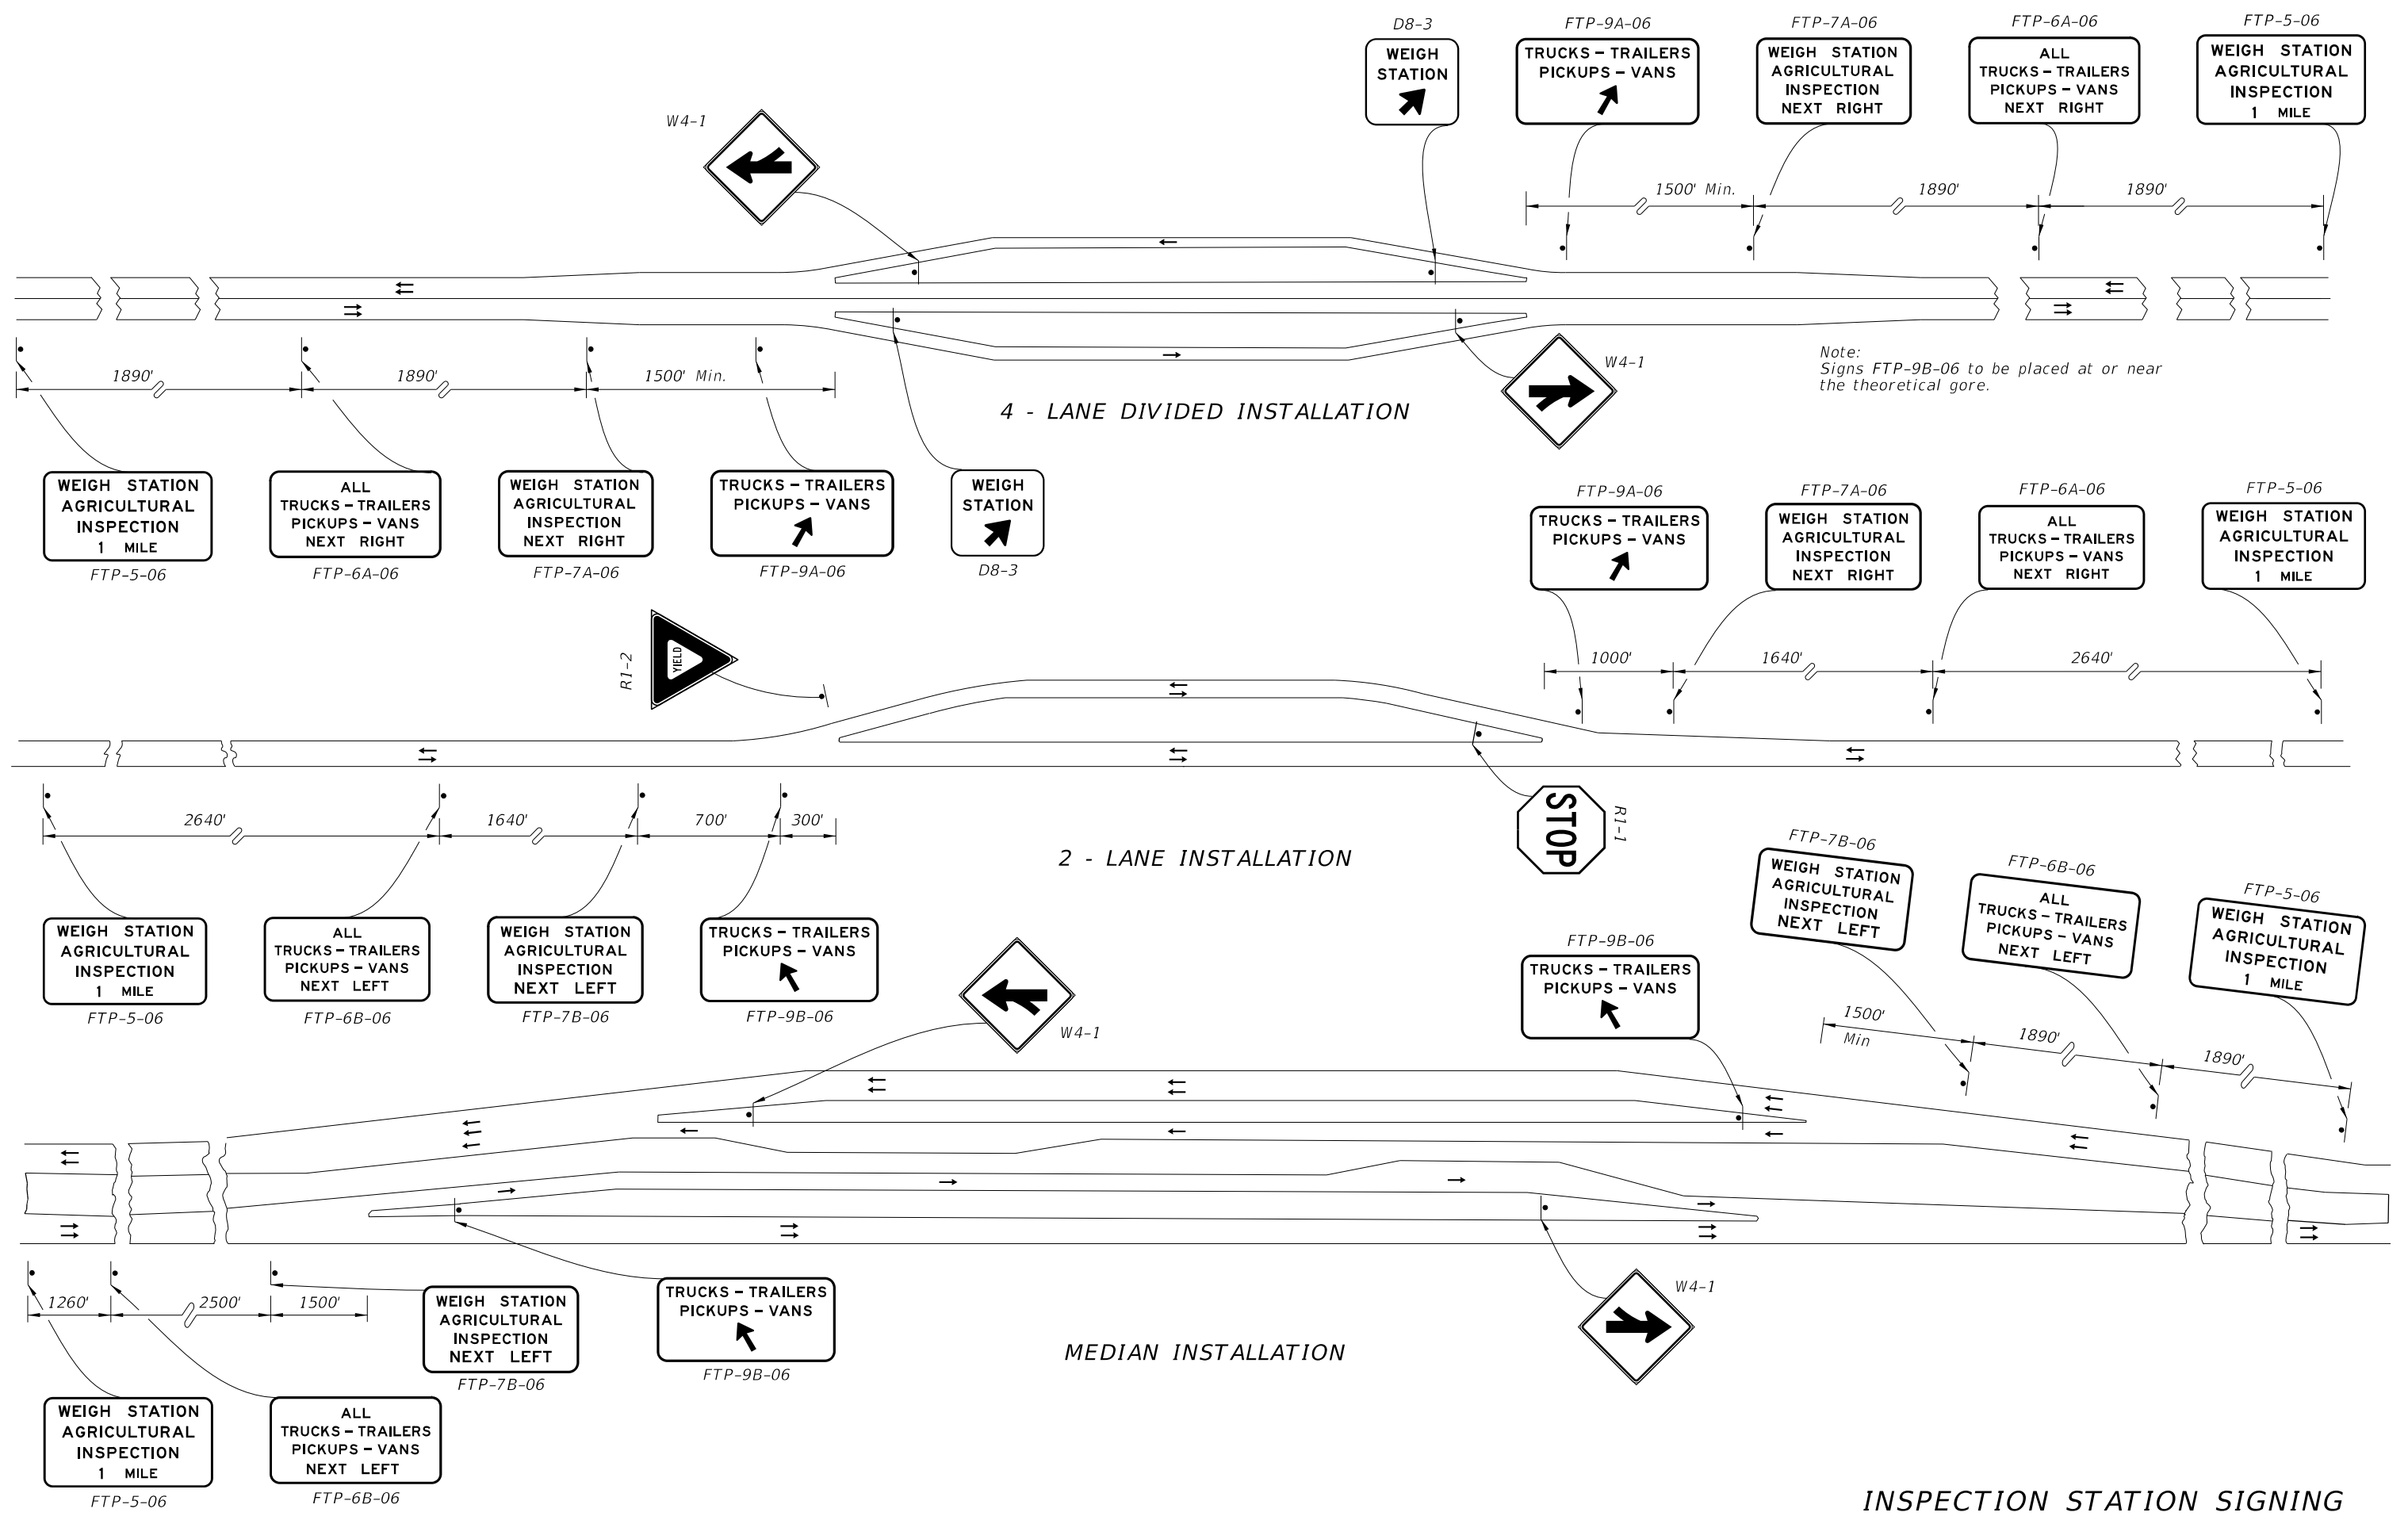 D8-3
WEIGH
STATION
FTP-9A-06
TRUCKS - TRAILERS
PICKUPS - VANS
FTP-7A-06
WEIGH STATION
AGRICULTURAL
INSPECTION
NEXT RIGHT
FTP-6A-06
ALL
TRUCKS - TRAILERS
PICKUPS - VANS
NEXT RIGHT
FTP-5-06
WEIGH STATION
AGRICULTURAL
INSPECTION
1 MILE
W4-1
1500' Min.
1890'
1890'
1890'
1890'
1500' Min.
W4-1
Note:
Signs FTP-9B-06 to be placed at or near
the theoretical gore.
4 - LANE DIVIDED INSTALLATION
WEIGH STATION
AGRICULTURAL
INSPECTION
1 MILE
FTP-5-06
ALL
TRUCKS - TRAILERS
PICKUPS - VANS
NEXT RIGHT
FTP-6A-06
WEIGH STATION
AGRICULTURAL
INSPECTION
NEXT RIGHT
FTP-7A-06
TRUCKS - TRAILERS
PICKUPS - VANS
FTP-9A-06
WEIGH
STATION
D8-3
FTP-9A-06
TRUCKS - TRAILERS
PICKUPS - VANS
FTP-7A-06
WEIGH STATION
AGRICULTURAL
INSPECTION
NEXT RIGHT
FTP-6A-06
ALL
TRUCKS - TRAILERS
PICKUPS - VANS
NEXT RIGHT
FTP-5-06
WEIGH STATION
AGRICULTURAL
INSPECTION
1 MILE
R1-2
YIELD
1000'
1640'
2640'
2640'
1640'
700'
300'
2 - LANE INSTALLATION
STOP
R1-1
WEIGH STATION
AGRICULTURAL
INSPECTION
1 MILE
FTP-5-06
ALL
TRUCKS - TRAILERS
PICKUPS - VANS
NEXT LEFT
FTP-6B-06
WEIGH STATION
AGRICULTURAL
INSPECTION
NEXT LEFT
FTP-7B-06
TRUCKS - TRAILERS
PICKUPS - VANS
FTP-9B-06
W4-1
FTP-9B-06
TRUCKS - TRAILERS
PICKUPS - VANS
FTP-7B-06
WEIGH STATION
AGRICULTURAL
INSPECTION
NEXT LEFT
FTP-6B-06
ALL
TRUCKS - TRAILERS
PICKUPS - VANS
NEXT LEFT
FTP-5-06
WEIGH STATION
AGRICULTURAL
INSPECTION
1 MILE
1500'
Min
1890'
1890'
1260'
2500'
1500'
WEIGH STATION
AGRICULTURAL
INSPECTION
NEXT LEFT
FTP-7B-06
TRUCKS - TRAILERS
PICKUPS - VANS
FTP-9B-06
W4-1
MEDIAN INSTALLATION
WEIGH STATION
AGRICULTURAL
INSPECTION
1 MILE
FTP-5-06
ALL
TRUCKS - TRAILERS
PICKUPS - VANS
NEXT LEFT
FTP-6B-06
INSPECTION STATION SIGNING